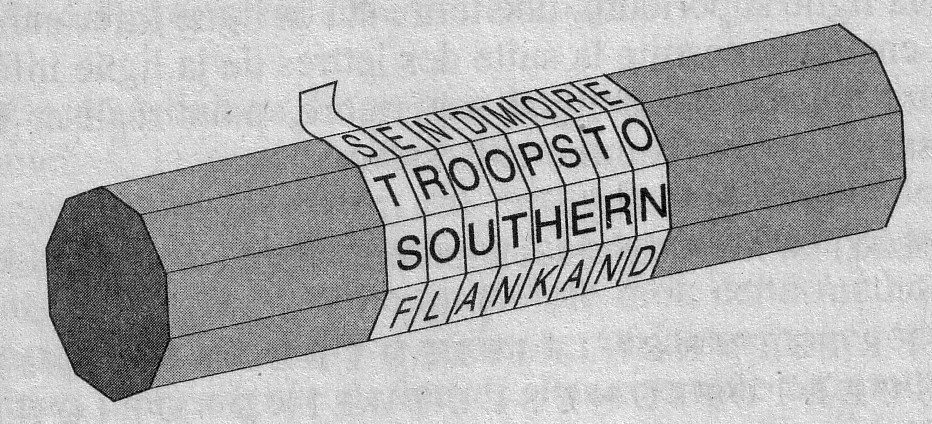 SENDMORE
TROOPSTO
SOUTHERN
FLANKAND